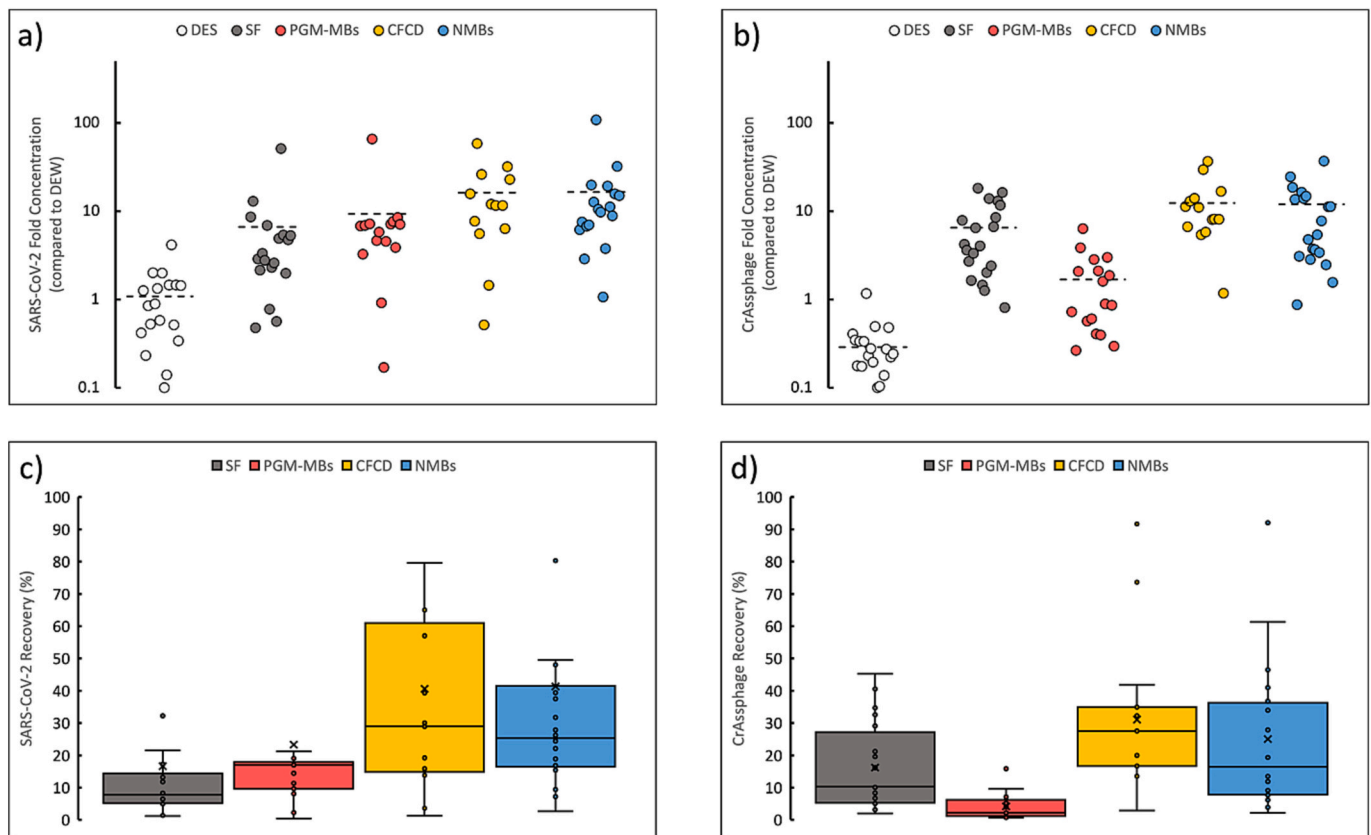 a)
DES SF PGM-MBs CFCD NMBs
SARS-CoV-2 Fold Concentration
(compared to DEW)
100
10
1
0.1
b)
DES SF PGM-MBs CFCD NMBs
CrAssphage Fold Concentration
(compared to DEW)
100
10
1
0.1
c)
SF PGM-MBs CFCD NMBs
SARS-CoV-2 Recovery (%)
100
90
80
70
60
50
40
30
20
10
0
d)
SF PGM-MBs CFCD NMBs
CrAssphage Recovery (%)
100
90
80
70
60
50
40
30
20
10
0